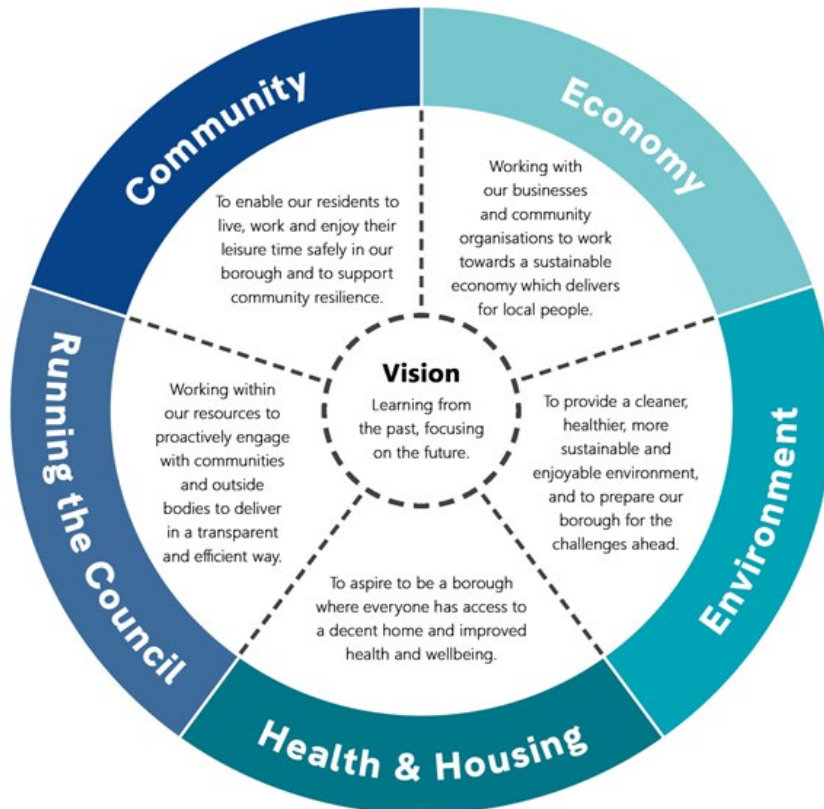 Community
To enable our residents to
live, work and enjoy their
leisure time safely in our
borough and to support
community resilience.
Economy
Working with
our businesses
and community
organisations to work
towards a sustainable
economy which delivers
for local people.
Environment
To provide a cleaner,
healthier, more
sustainable and
enjoyable environment,
and to prepare our
borough for the
challenges ahead.
Health & Housing
To aspire to be a borough
where everyone has access to
a decent home and improved
health and wellbeing.
Running the Council
Working within
our resources to
proactively engage
with communities
and outside
bodies to deliver
in a transparent
and efficient way.
Vision
Learning from
the past, focusing
on the future.